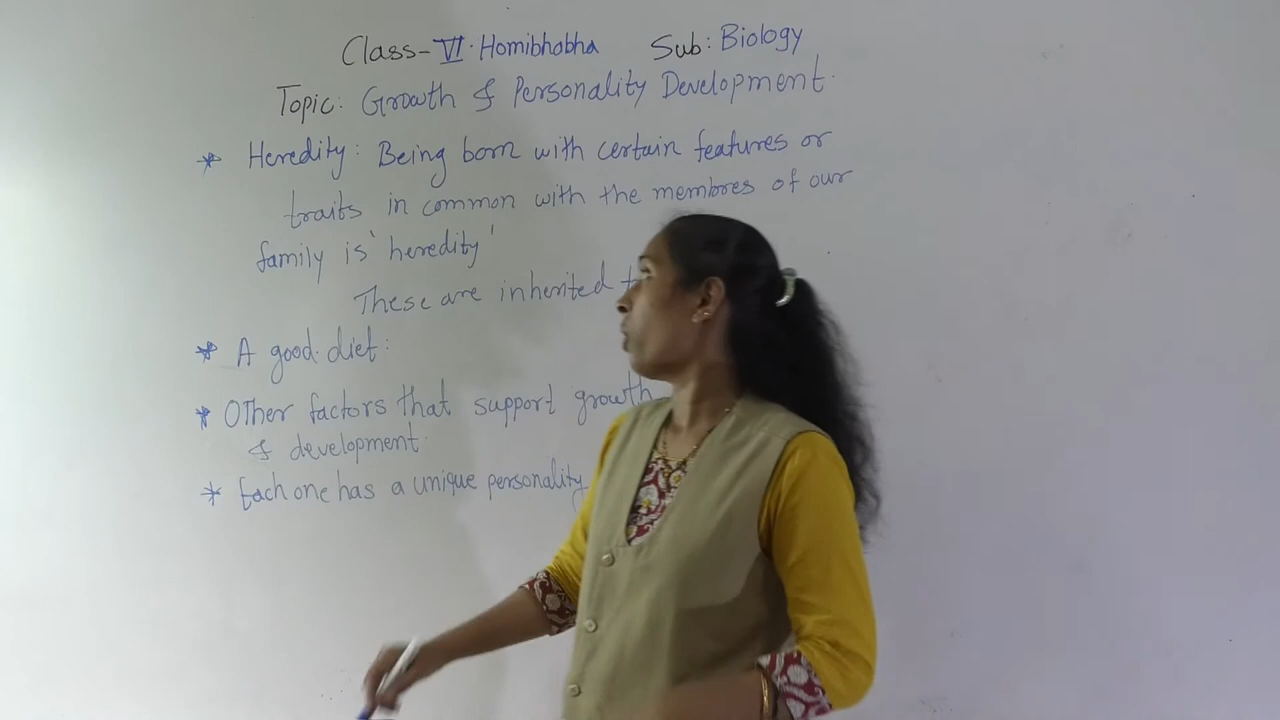 Class-VI. Homibhabha Sub: Biology
Topic: Growth & Personality Development.
* Heredity: Being born with certain features or
traits in common with the membres of our
family is 'heredity'
These are inherited
* A good diet:
* Other factors that support growth
& development.
* Each one has a unique personality